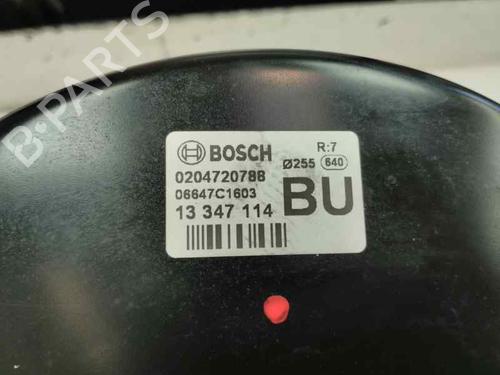 B-PARTS
BOSCH
R:7
Ø255 640
0204720788
06647C1603
13 347 114
BU